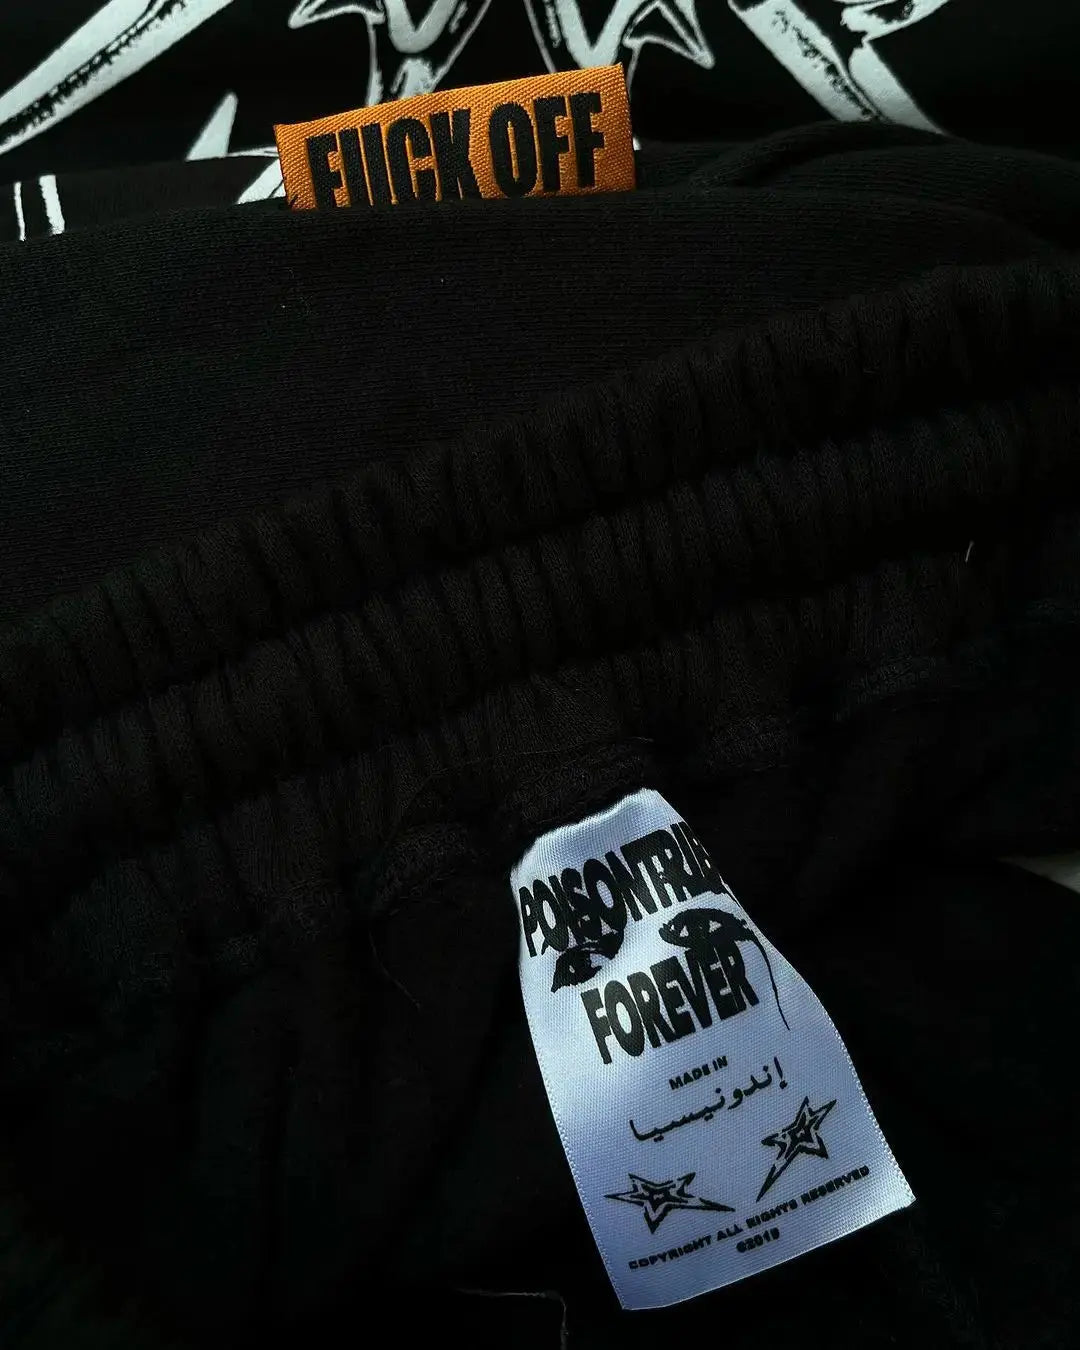 FUCK OFF
POISONTRUE
FOREVER
MADE IN
إندونيسيا
COPYRIGHT ALL RIGHTS RESERVED
©2019